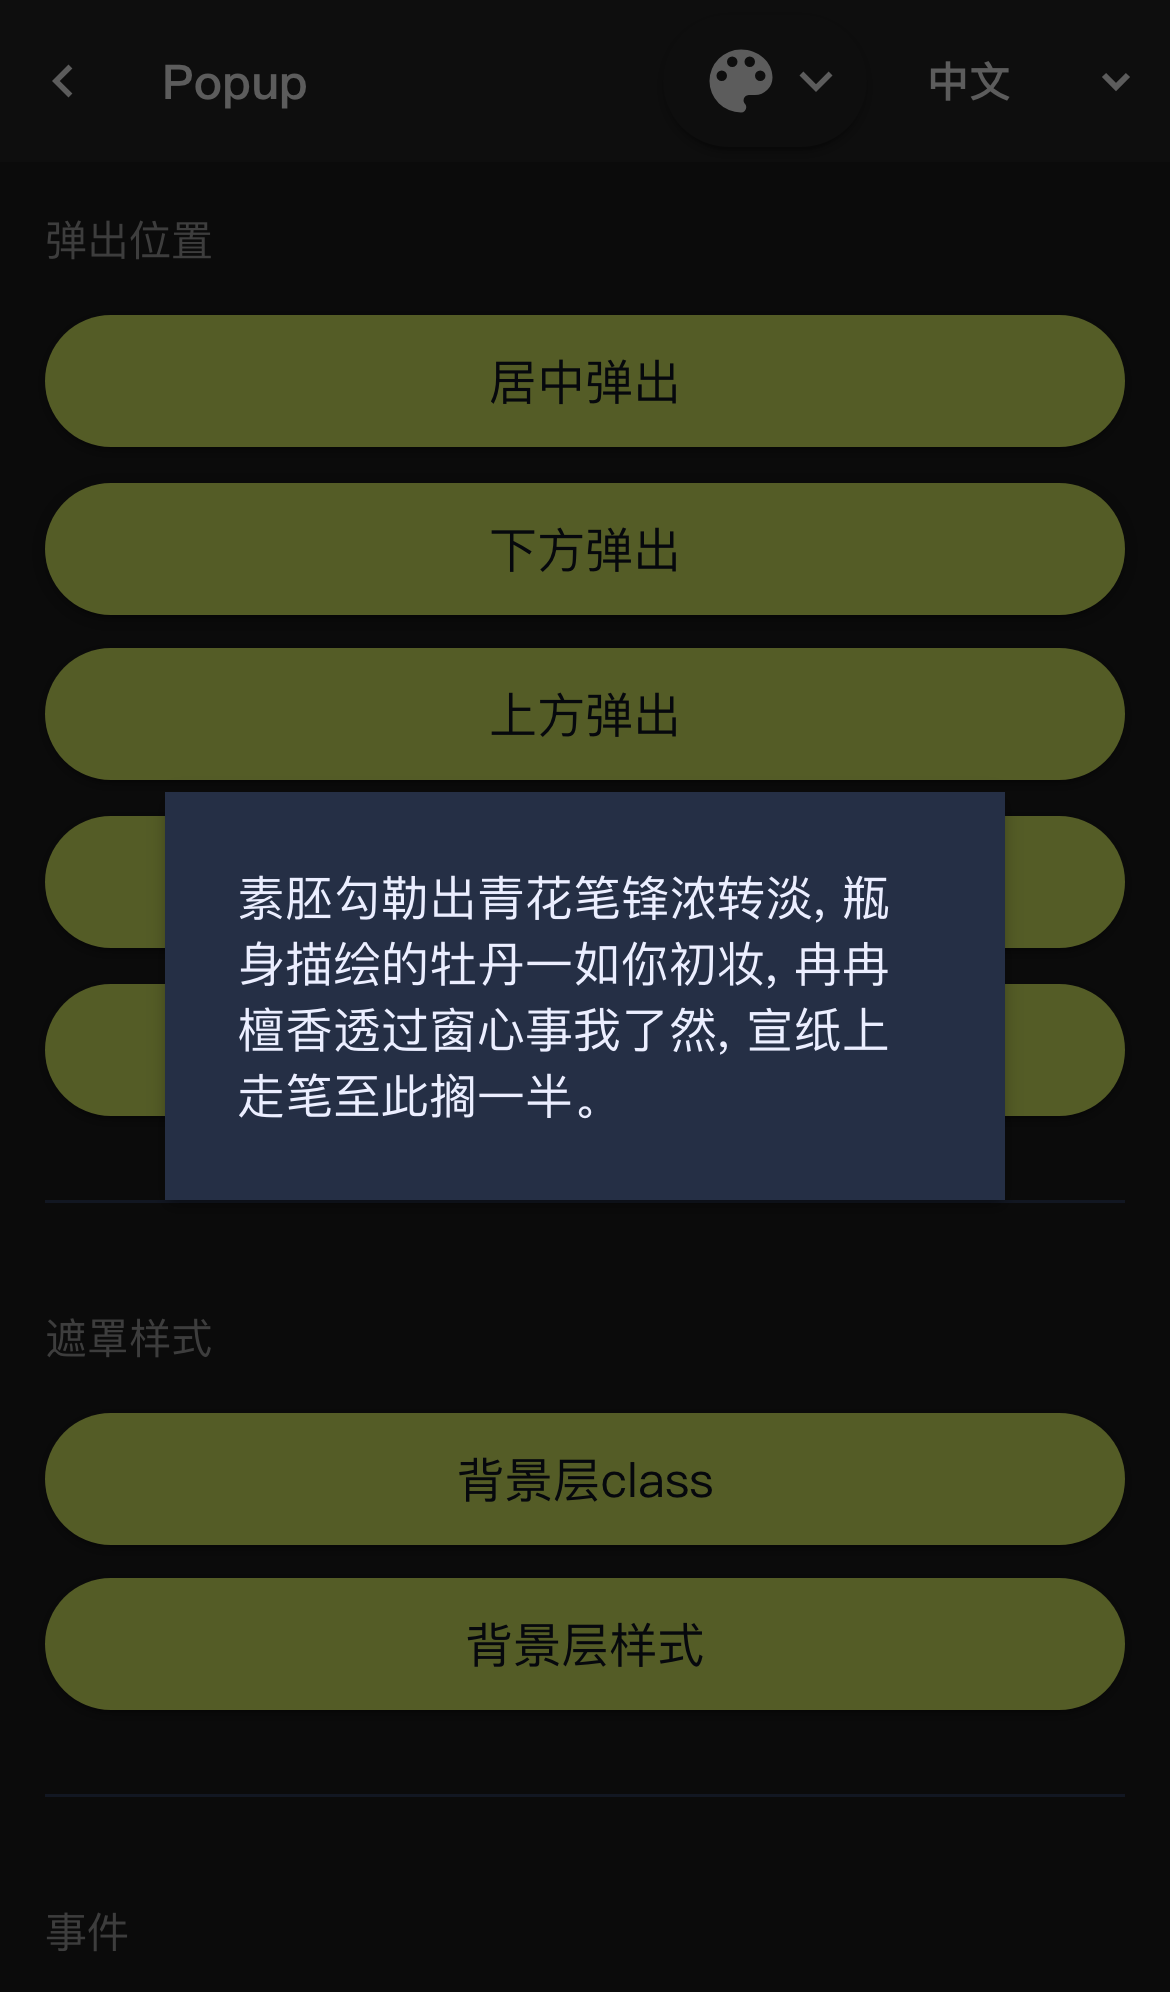 Popup
中文
弹出位置
居中弹出
下方弹出
上方弹出
素胚勾勒出青花笔锋浓转淡, 瓶
身描绘的牡丹一如你初妆, 冉冉
檀香透过窗心事我了然, 宣纸上
走笔至此搁一半。
遮罩样式
背景层class
背景层样式
事件